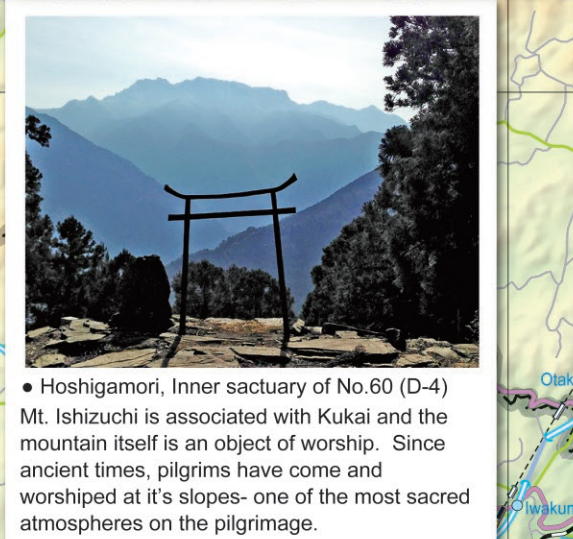 ● Hoshigamori, Inner sactuary of No.60 (D-4)
Mt. Ishizuchi is associated with Kukai and the
mountain itself is an object of worship.  Since
ancient times, pilgrims have come and
worshiped at it's slopes- one of the most sacred
atmospheres on the pilgrimage.